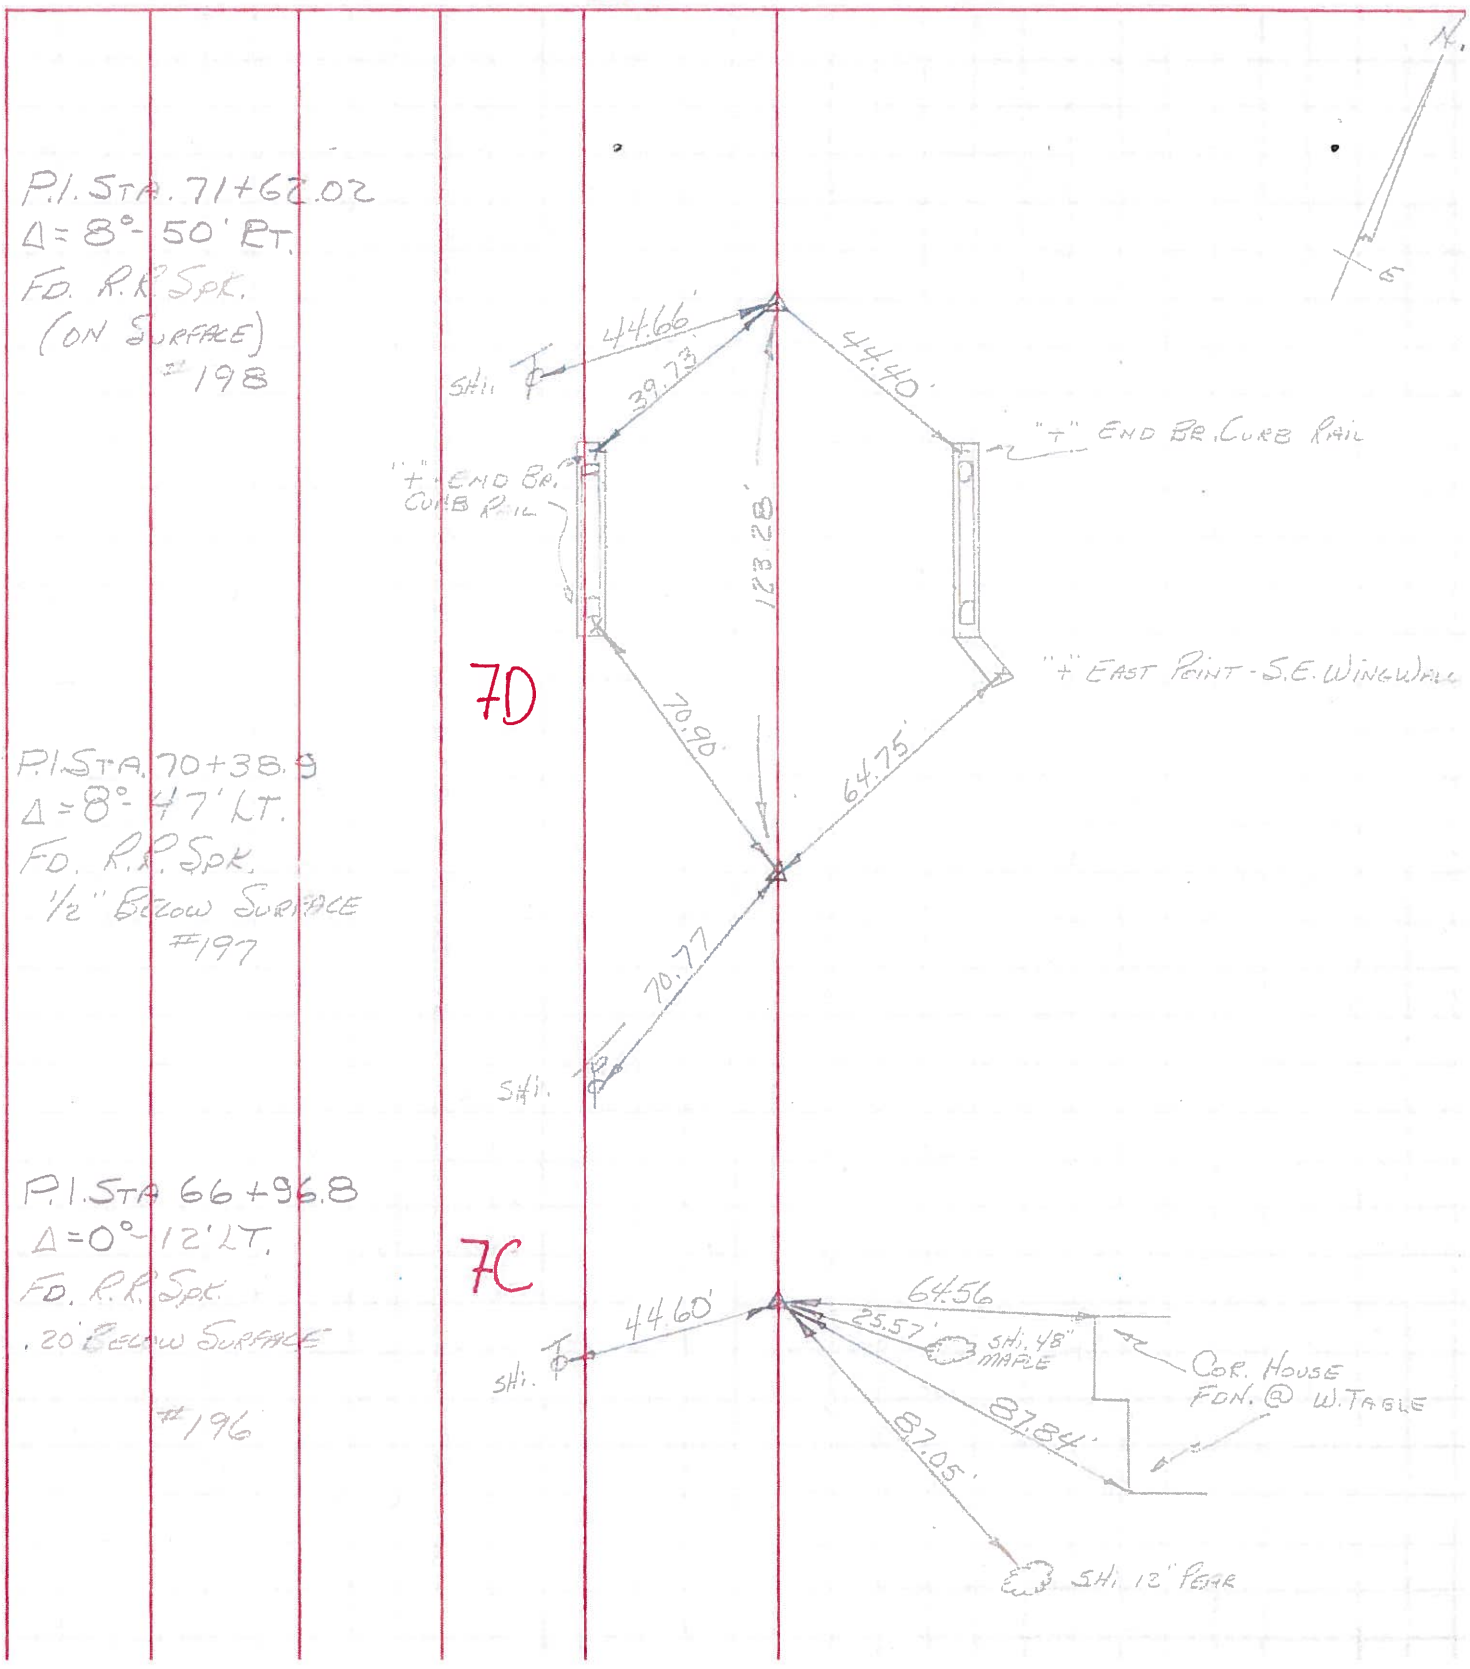 N.
E
P.I. STA. 71+62.02
Δ = 8°-50' RT.
FD. R.R. SPK.
(ON SURFACE)
#198
44.66'
SHI.
39.73'
44.40'
"+" END BR. CURB RAIL
"+" END BR.
CURB RAIL
123.28'
7D
"+" EAST POINT - S.E. WINGWALL
70.90'
64.75'
P.I. STA. 70+38.9
Δ = 8°-47' LT.
FD. R.R. SPK.
1/2" BELOW SURFACE
#197
70.77
SHI.
P.I. STA 66+96.8
Δ = 0°-12' LT.
FD. R.R. SPK.
.20' BELOW SURFACE
#196
7C
44.60'
SHI.
64.56
25.57'
SHI. 48"
MAPLE
COR. HOUSE
FDN. @ W. TABLE
87.84'
87.05'
SHI. 12" PEAR